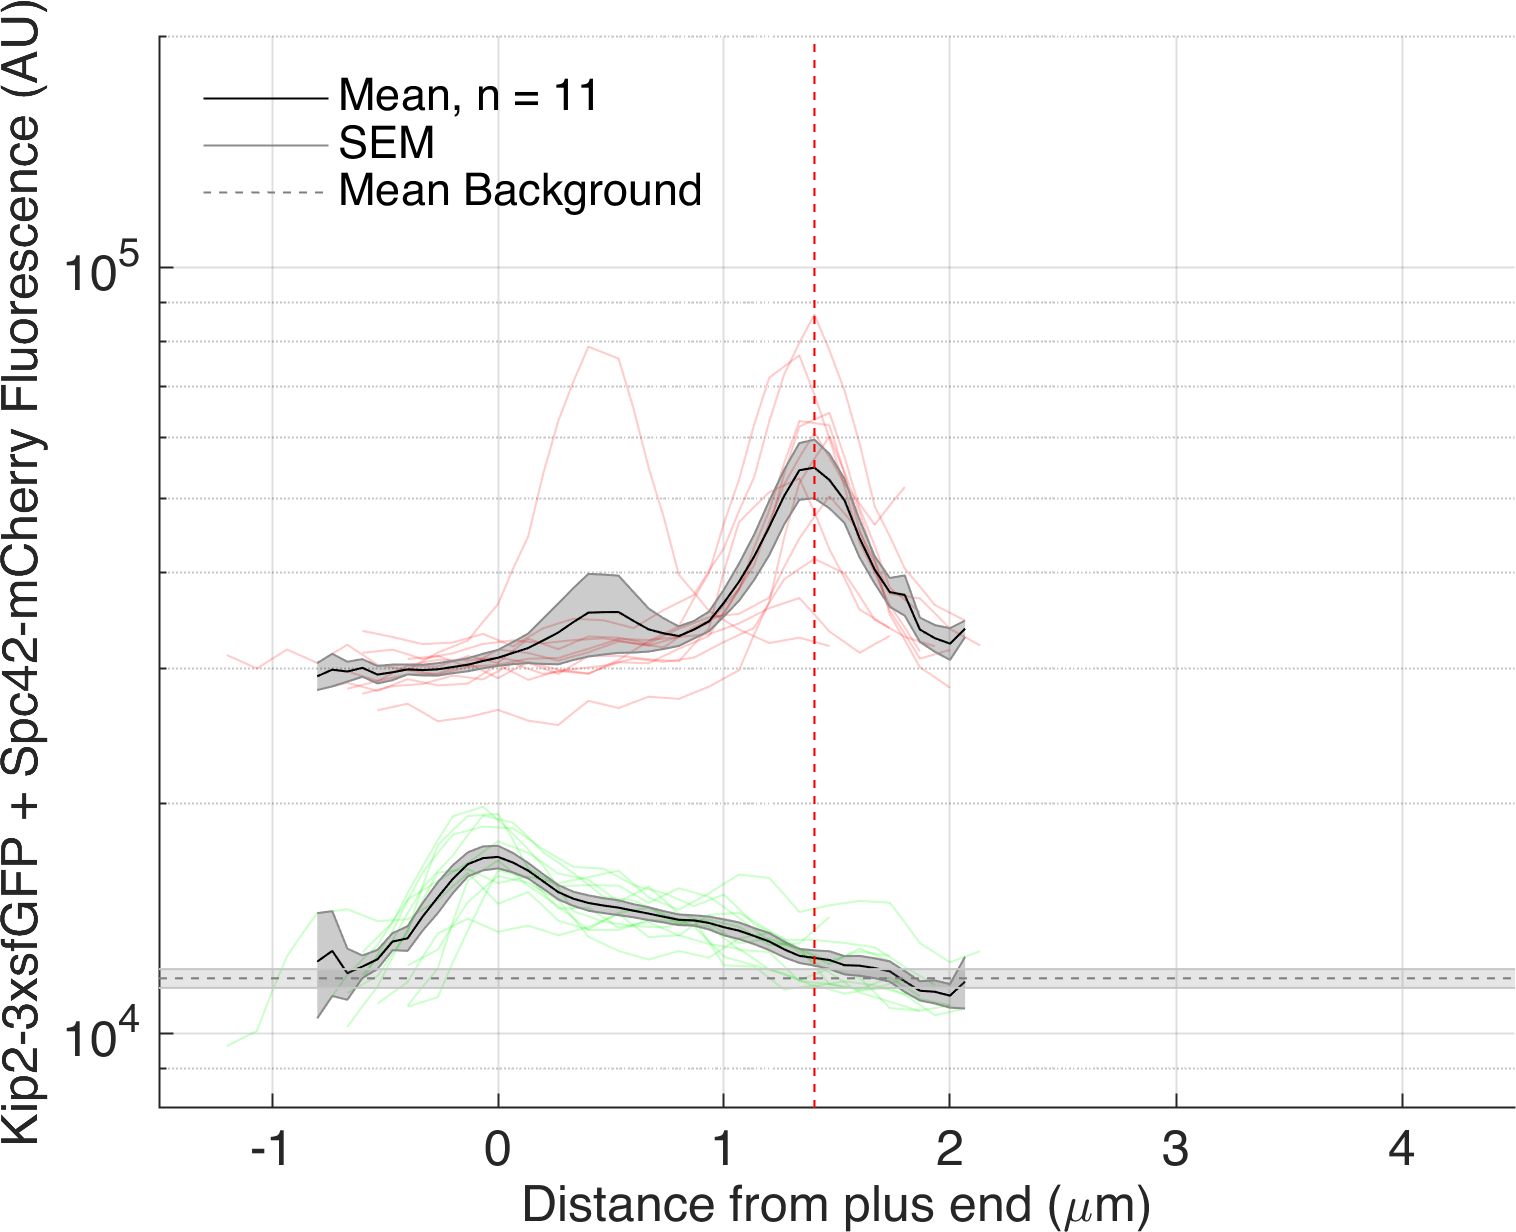 Kip2-3xsfGFP + Spc42-mCherry Fluorescence (AU)
Mean, n = 11
SEM
Mean Background
10^5
10^4
-1 0 1 2 3 4
Distance from plus end (μm)